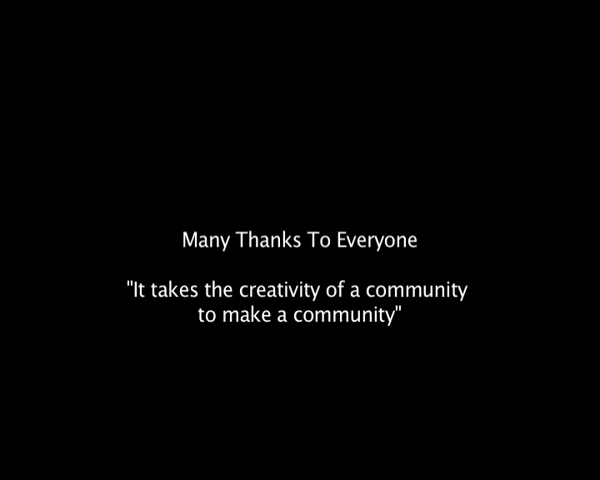 Many Thanks To Everyone
"It takes the creativity of a community
to make a community"